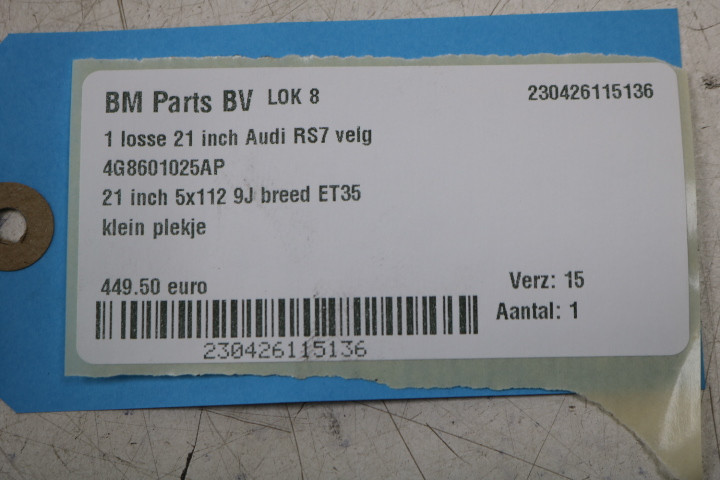 BM Parts BV LOK 8 230426115136
1 losse 21 inch Audi RS7 velg
4G8601025AP
21 inch 5x112 9J breed ET35
klein plekje
449.50 euro Verz: 15
Aantal: 1
230426115136